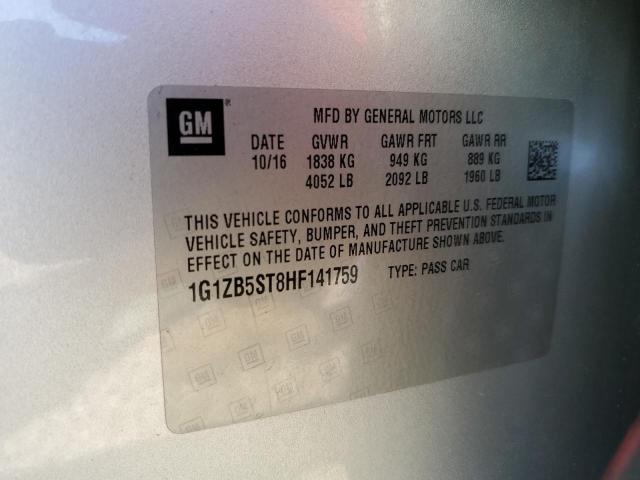 GM ®
MFD BY GENERAL MOTORS LLC
DATE GVWR GAWR FRT GAWR RR
10/16 1838 KG 949 KG 889 KG
4052 LB 2092 LB 1960 LB
THIS VEHICLE CONFORMS TO ALL APPLICABLE U.S. FEDERAL MOTOR
VEHICLE SAFETY, BUMPER, AND THEFT PREVENTION STANDARDS IN
EFFECT ON THE DATE OF MANUFACTURE SHOWN ABOVE.
1G1ZB5ST8HF141759 TYPE: PASS CAR